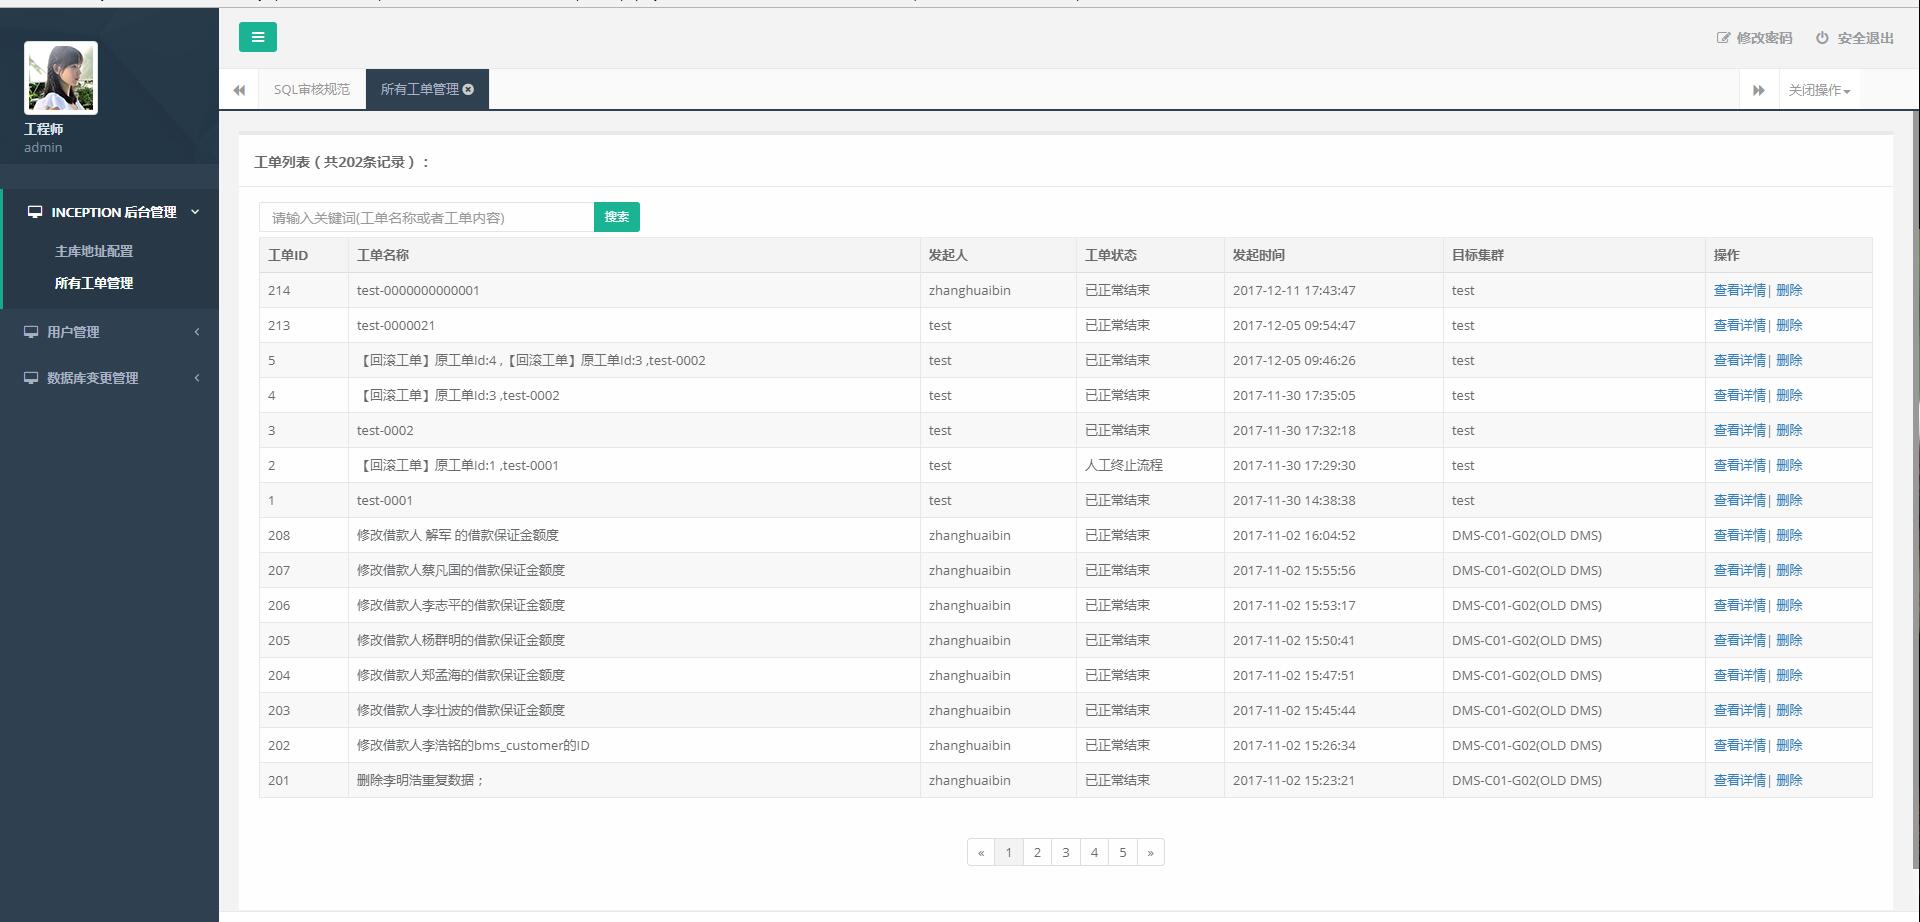 修改密码 安全退出
SQL审核规范 所有工单管理 关闭操作
工程师
admin
INCEPTION 后台管理
主库地址配置
所有工单管理
用户管理
数据库变更管理
工单列表（共202条记录）：
请输入关键词(工单名称或者工单内容) 搜索
工单ID 工单名称 发起人 工单状态 发起时间 目标集群 操作
214 test-0000000000001 zhanghuaibin 已正常结束 2017-12-11 17:43:47 test 查看详情| 删除
213 test-0000021 test 已正常结束 2017-12-05 09:54:47 test 查看详情| 删除
5 【回滚工单】原工单Id:4 ,【回滚工单】原工单Id:3 ,test-0002 test 已正常结束 2017-12-05 09:46:26 test 查看详情| 删除
4 【回滚工单】原工单Id:3 ,test-0002 test 已正常结束 2017-11-30 17:35:05 test 查看详情| 删除
3 test-0002 test 已正常结束 2017-11-30 17:32:18 test 查看详情| 删除
2 【回滚工单】原工单Id:1 ,test-0001 test 人工终止流程 2017-11-30 17:29:30 test 查看详情| 删除
1 test-0001 test 已正常结束 2017-11-30 14:38:38 test 查看详情| 删除
208 修改借款人 解军 的借款保证金额度 zhanghuaibin 已正常结束 2017-11-02 16:04:52 DMS-C01-G02(OLD DMS) 查看详情| 删除
207 修改借款人蔡凡国的借款保证金额度 zhanghuaibin 已正常结束 2017-11-02 15:55:56 DMS-C01-G02(OLD DMS) 查看详情| 删除
206 修改借款人李志平的借款保证金额度 zhanghuaibin 已正常结束 2017-11-02 15:53:17 DMS-C01-G02(OLD DMS) 查看详情| 删除
205 修改借款人杨群明的借款保证金额度 zhanghuaibin 已正常结束 2017-11-02 15:50:41 DMS-C01-G02(OLD DMS) 查看详情| 删除
204 修改借款人郑孟海的借款保证金额度 zhanghuaibin 已正常结束 2017-11-02 15:47:51 DMS-C01-G02(OLD DMS) 查看详情| 删除
203 修改借款人李壮波的借款保证金额度 zhanghuaibin 已正常结束 2017-11-02 15:45:44 DMS-C01-G02(OLD DMS) 查看详情| 删除
202 修改借款人李浩铭的bms_customer的ID zhanghuaibin 已正常结束 2017-11-02 15:26:34 DMS-C01-G02(OLD DMS) 查看详情| 删除
201 删除李明浩重复数据； zhanghuaibin 已正常结束 2017-11-02 15:23:21 DMS-C01-G02(OLD DMS) 查看详情| 删除
« 1 2 3 4 5 »